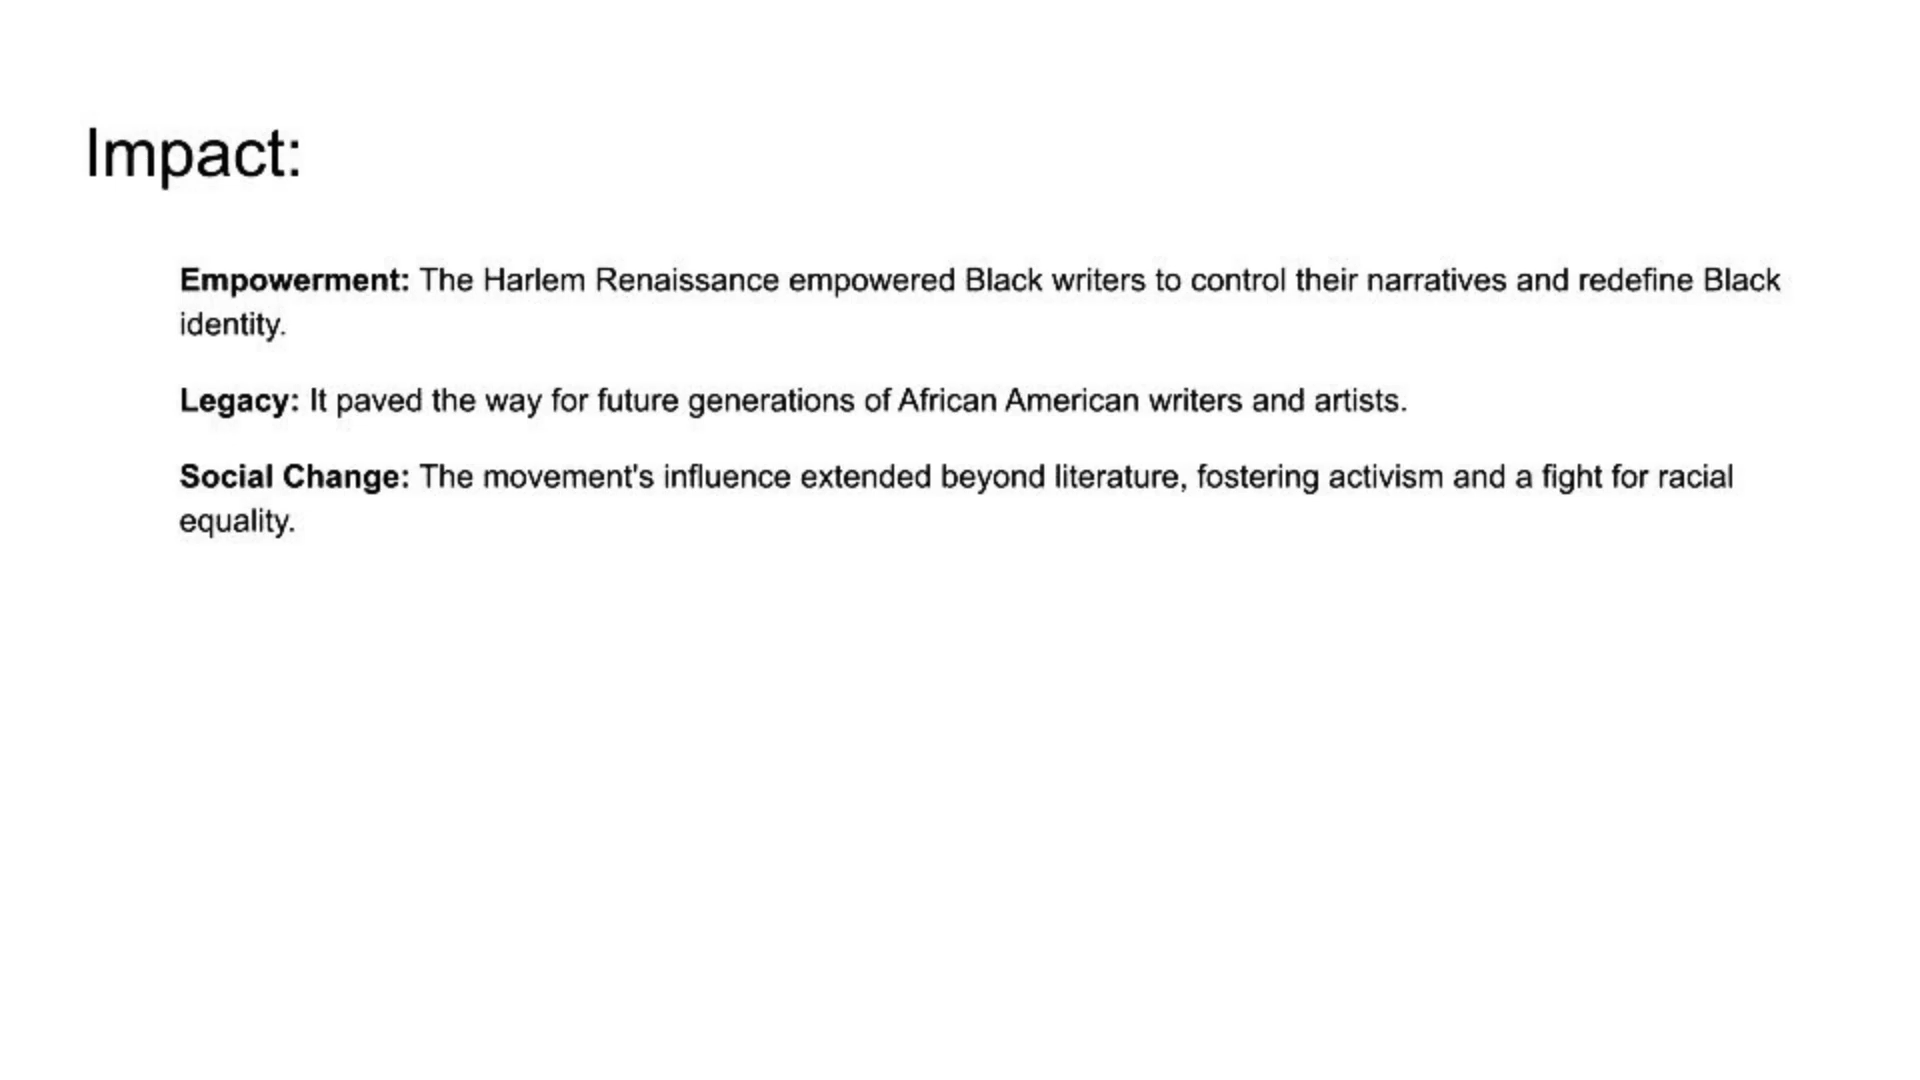 Impact:
Empowerment: The Harlem Renaissance empowered Black writers to control their narratives and redefine Black
identity.
Legacy: It paved the way for future generations of African American writers and artists.
Social Change: The movement's influence extended beyond literature, fostering activism and a fight for racial
equality.